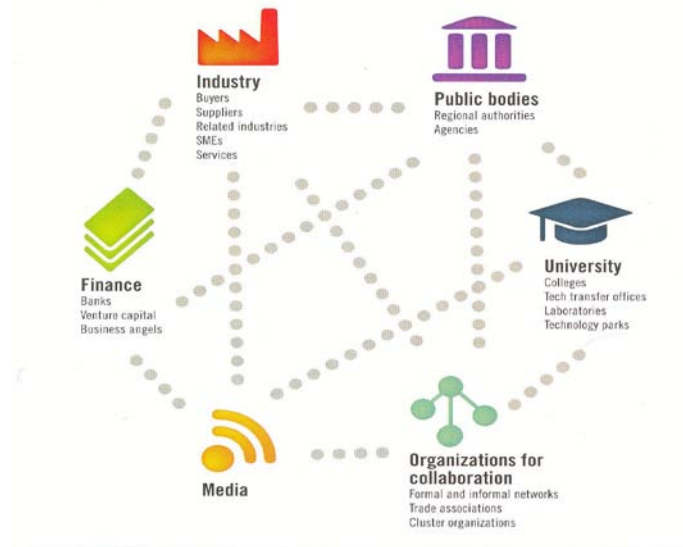 Industry
Buyers
Suppliers
Related industries
SMEs
Services
Public bodies
Regional authorities
Agencies
Finance
Banks
Venture capital
Business angels
University
Colleges
Tech transfer offices
Laboratories
Technology parks
Media
Organizations for
collaboration
Formal and informal networks
Trade associations
Cluster organizations